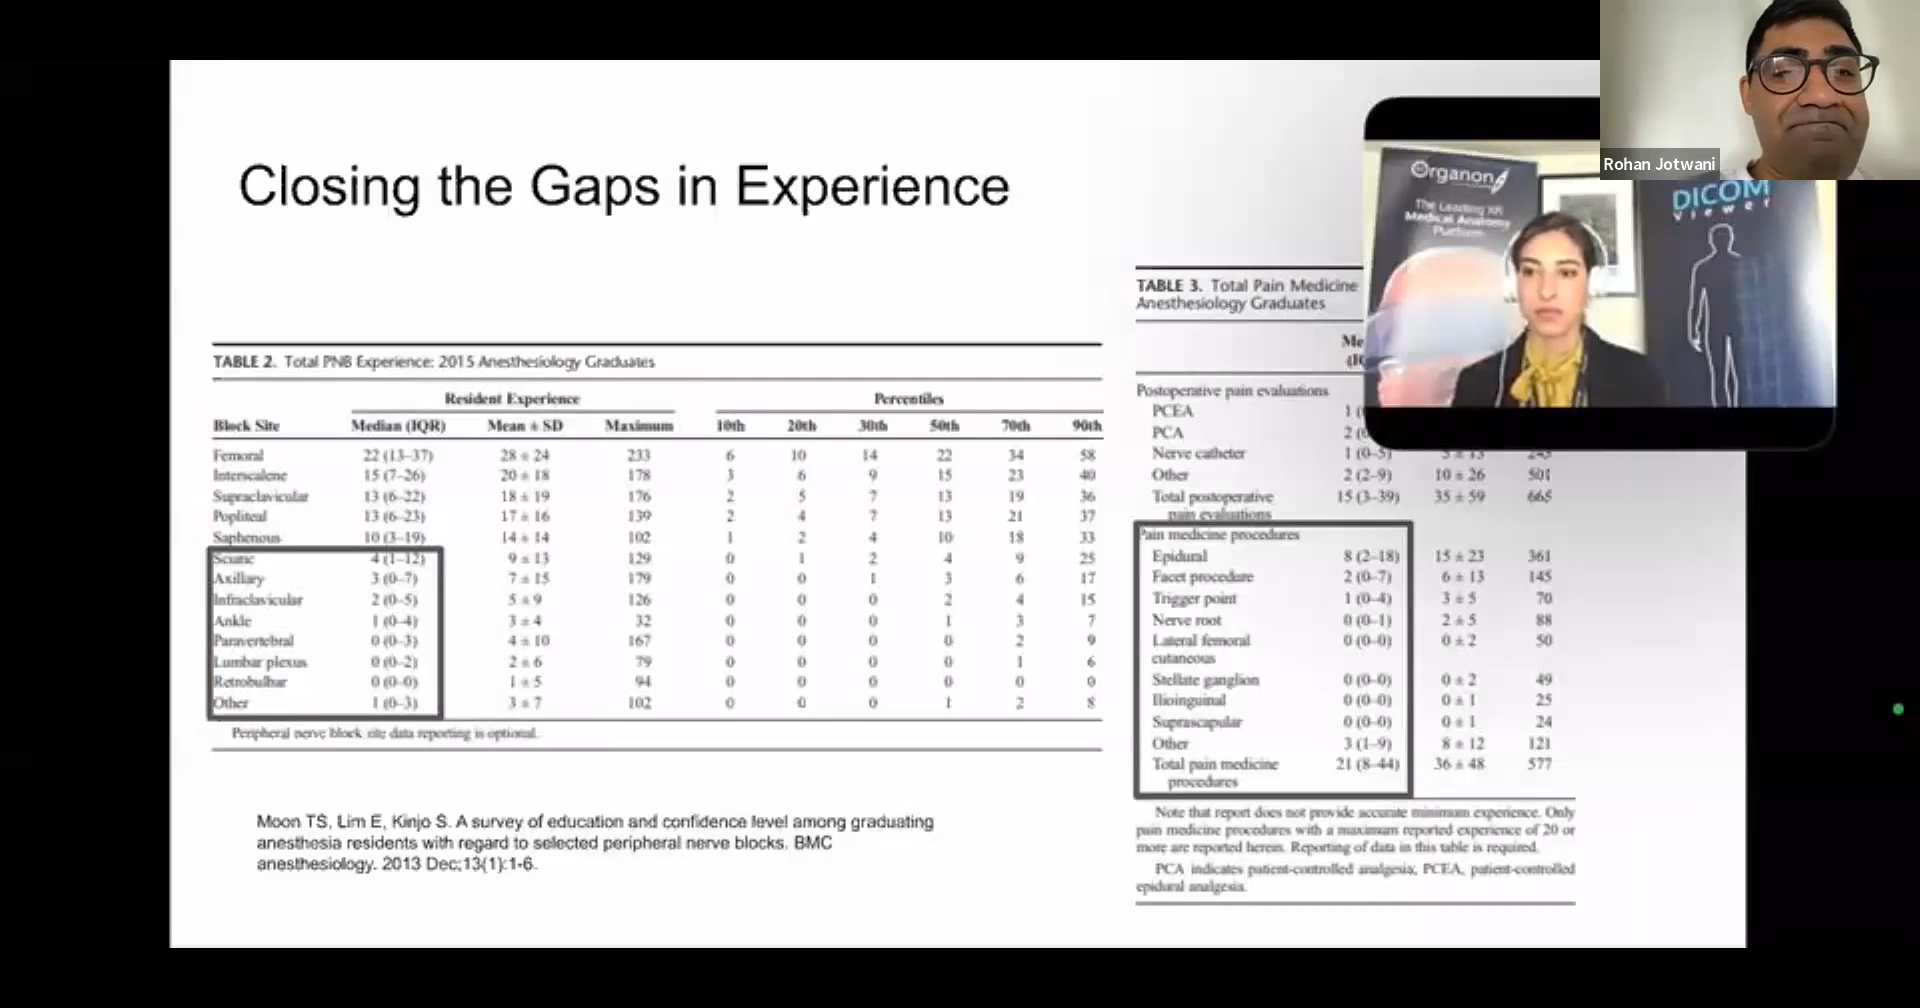 Rohan Jotwani
Organon
The Leading XR
Medical Anatomy
Platform
DICOM
viewer
Closing the Gaps in Experience
TABLE 2. Total PNB Experience: 2015 Anesthesiology Graduates
Resident Experience Percentiles
Block Site Median (IQR) Mean ± SD Maximum 10th 20th 30th 50th 70th 90th
Femoral 22 (13–37) 28 ± 24 233 6 10 14 22 34 58
Interscalene 15 (7–26) 20 ± 18 178 3 6 9 15 23 40
Supraclavicular 13 (6–22) 18 ± 19 176 2 5 7 13 19 36
Popliteal 13 (6–23) 17 ± 16 139 2 4 7 13 21 37
Saphenous 10 (3–19) 14 ± 14 102 1 2 4 10 18 33
Sciatic 4 (1–12) 9 ± 13 129 0 1 2 4 9 25
Axillary 3 (0–7) 7 ± 15 179 0 0 1 3 6 17
Infraclavicular 2 (0–5) 5 ± 9 126 0 0 0 2 4 15
Ankle 1 (0–4) 3 ± 4 32 0 0 0 1 3 7
Paravertebral 0 (0–3) 4 ± 10 167 0 0 0 0 2 9
Lumbar plexus 0 (0–2) 2 ± 6 79 0 0 0 0 1 6
Retrobulbar 0 (0–0) 1 ± 5 94 0 0 0 0 0 0
Other 1 (0–3) 3 ± 7 102 0 0 0 1 2 8
Peripheral nerve block site data reporting is optional.
Moon TS, Lim E, Kinjo S. A survey of education and confidence level among graduating
anesthesia residents with regard to selected peripheral nerve blocks. BMC
anesthesiology. 2013 Dec;13(1):1-6.
TABLE 3. Total Pain Medicine
Anesthesiology Graduates
Postoperative pain evaluations
PCEA 1
PCA 2
Nerve catheter 1 (0–5) 5 ± 13 245
Other 2 (2–9) 10 ± 26 501
Total postoperative 15 (3–39) 35 ± 59 665
pain evaluations
Pain medicine procedures
Epidural 8 (2–18) 15 ± 23 361
Facet procedure 2 (0–7) 6 ± 13 145
Trigger point 1 (0–4) 3 ± 5 70
Nerve root 0 (0–1) 2 ± 5 88
Lateral femoral 0 (0–0) 0 ± 2 50
cutaneous
Stellate ganglion 0 (0–0) 0 ± 2 49
Ilioinguinal 0 (0–0) 0 ± 1 25
Suprascapular 0 (0–0) 0 ± 1 24
Other 3 (1–9) 8 ± 12 121
Total pain medicine 21 (8–44) 36 ± 48 577
procedures
Note that report does not provide accurate minimum experience. Only
pain medicine procedures with a maximum reported experience of 20 or
more are reported herein. Reporting of data in this table is required.
PCA indicates patient-controlled analgesia; PCEA, patient-controlled
epidural analgesia.